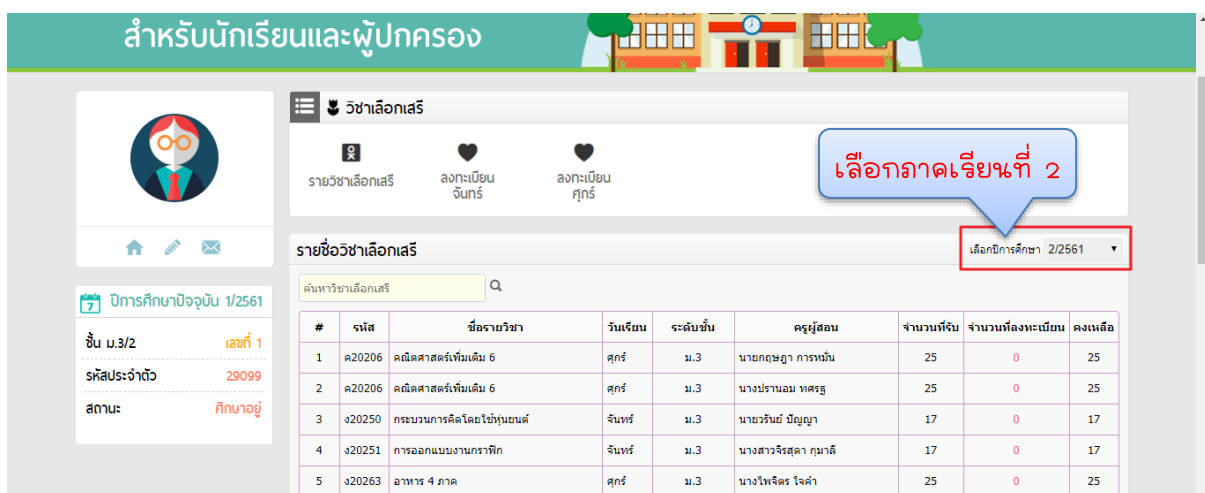 สำหรับนักเรียนและผู้ปกครอง
วิชาเลือกเสรี
รายวิชาเลือกเสรี
ลงทะเบียน
จันทร์
ลงทะเบียน
ศุกร์
เลือกภาคเรียนที่ 2
รายชื่อวิชาเลือกเสรี
เลือกปีการศึกษา 2/2561
ค้นหาวิชาเลือกเสรี
7 ปีการศึกษาปัจจุบัน 1/2561
ชั้น ม.3/2 เลขที่ 1
รหัสประจำตัว 29099
สถานะ ศึกษาอยู่
# รหัส ชื่อรายวิชา วันเรียน ระดับชั้น ครูผู้สอน จำนวนที่รับ จำนวนที่ลงทะเบียน คงเหลือ
1 ค20206 คณิตศาสตร์เพิ่มเติม 6 ศุกร์ ม.3 นายกฤษฎา การหมั่น 25 0 25
2 ค20206 คณิตศาสตร์เพิ่มเติม 6 ศุกร์ ม.3 นางปรานอม ทศรฐ 25 0 25
3 ง20250 กระบวนการคิดโดยใช้หุ่นยนต์ จันทร์ ม.3 นายวรันย์ ปัญญา 17 0 17
4 ง20251 การออกแบบงานกราฟิก จันทร์ ม.3 นางสาวจิรสุดา กุมาลี 17 0 17
5 ง20263 อาหาร 4 ภาค ศุกร์ ม.3 นางไพจิตร ใจคำ 25 0 25